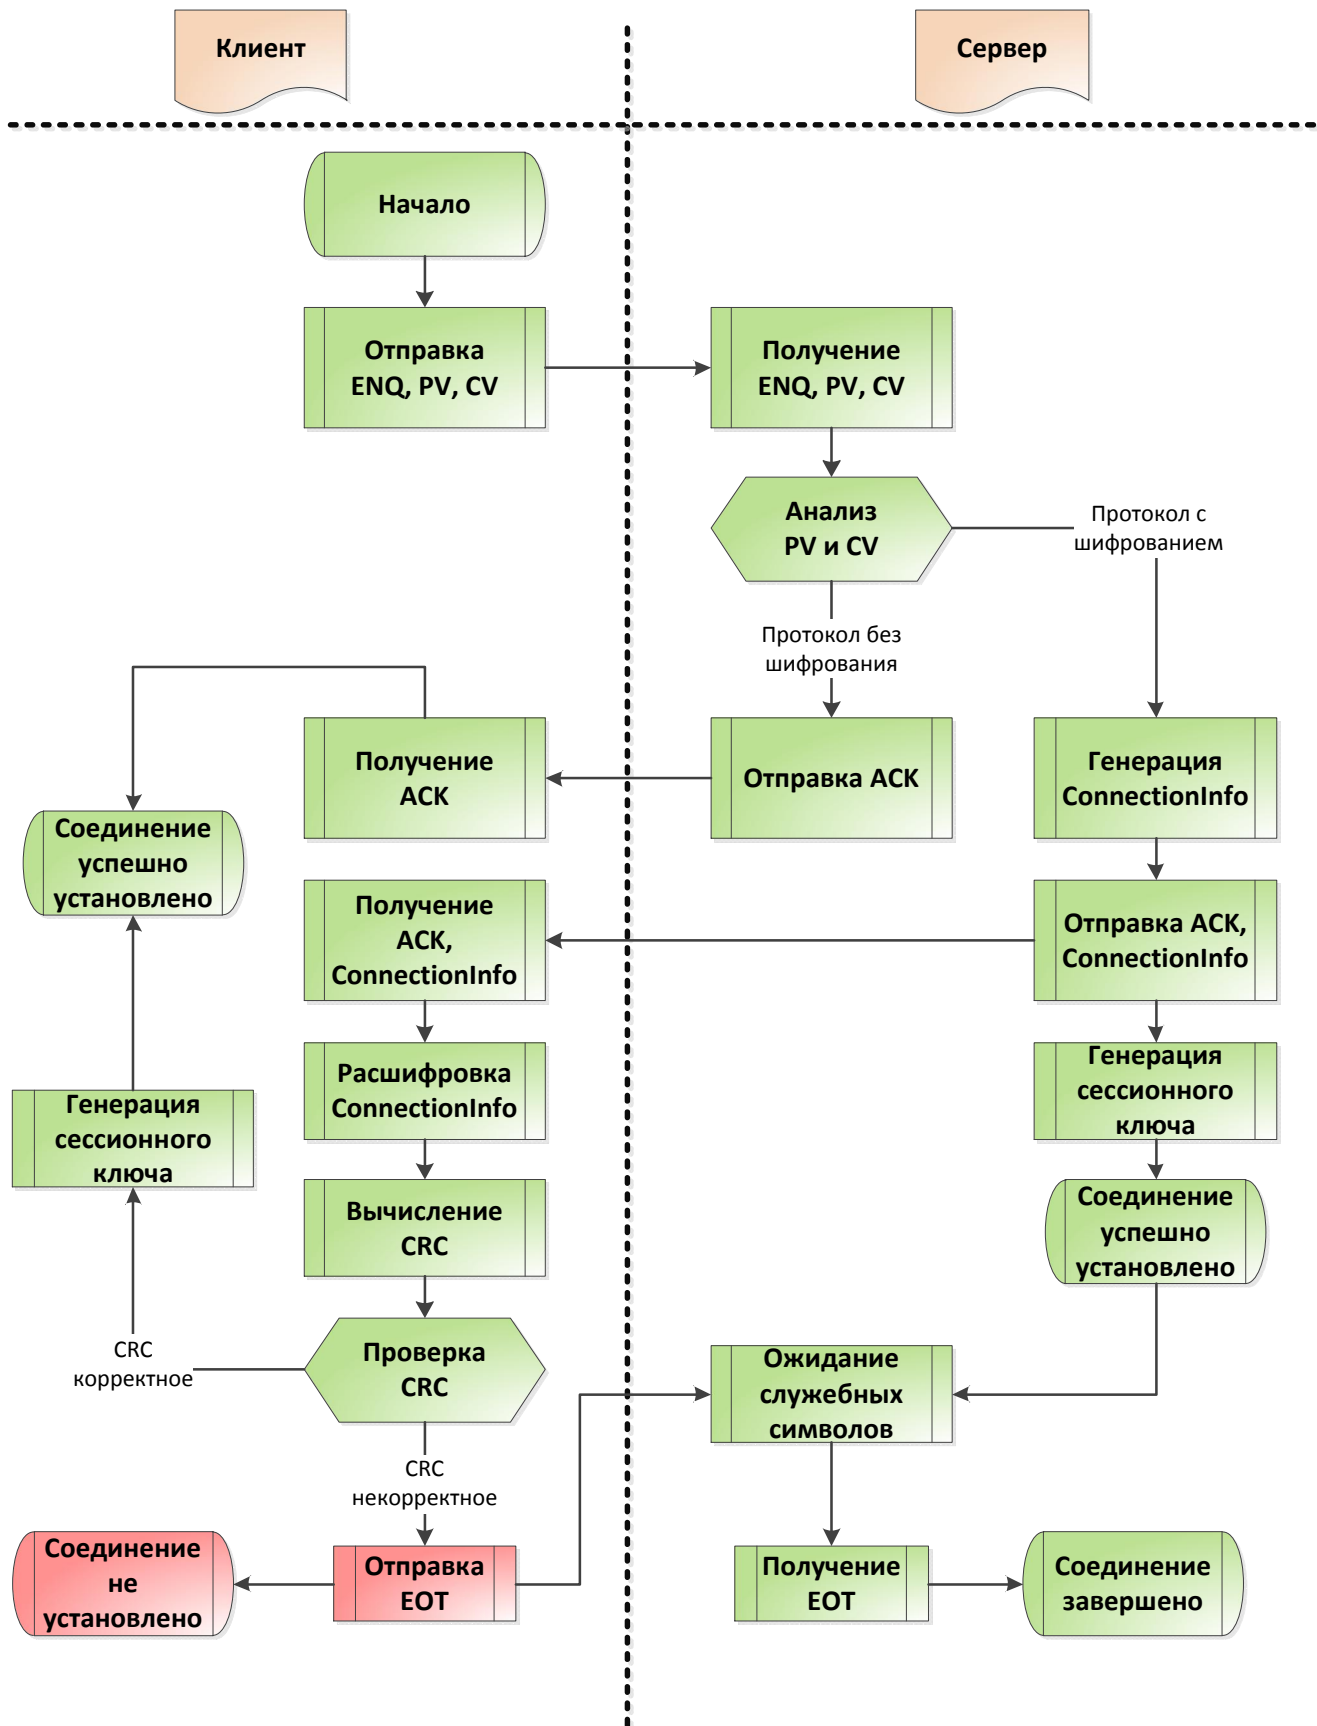 Клиент
Сервер
Начало
Отправка
ENQ, PV, CV
Получение
ENQ, PV, CV
Анализ
PV и CV
Протокол с
шифрованием
Протокол без
шифрования
Получение
ACK
Отправка ACK
Генерация
ConnectionInfo
Соединение
успешно
установлено
Получение
ACK,
ConnectionInfo
Отправка ACK,
ConnectionInfo
Расшифровка
ConnectionInfo
Генерация
сессионного
ключа
Генерация
сессионного
ключа
Вычисление
CRC
Соединение
успешно
установлено
Проверка
CRC
CRC
корректное
Ожидание
служебных
символов
CRC
некорректное
Соединение
не
установлено
Отправка
EOT
Получение
EOT
Соединение
завершено